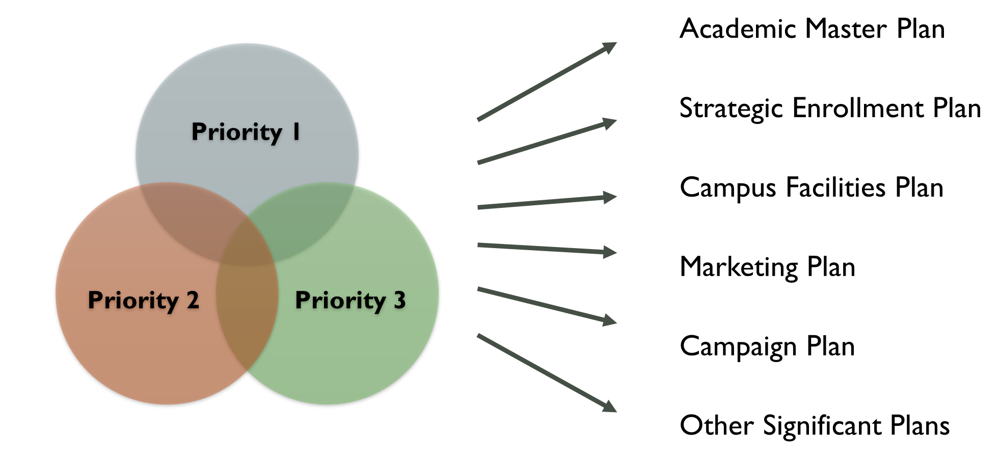 Priority 1
Priority 2
Priority 3
Academic Master Plan
Strategic Enrollment Plan
Campus Facilities Plan
Marketing Plan
Campaign Plan
Other Significant Plans